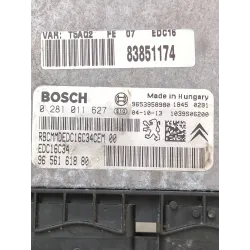 VAR: TSAQ2 FE 07 EDC16
83851174
BOSCH
Made in Hungary
9653958980 1845 0291
0 281 011 627
04-10-13 1039S06200
RBCMMDEDC16C34CEM 00
EDC16C34
96 561 618 80